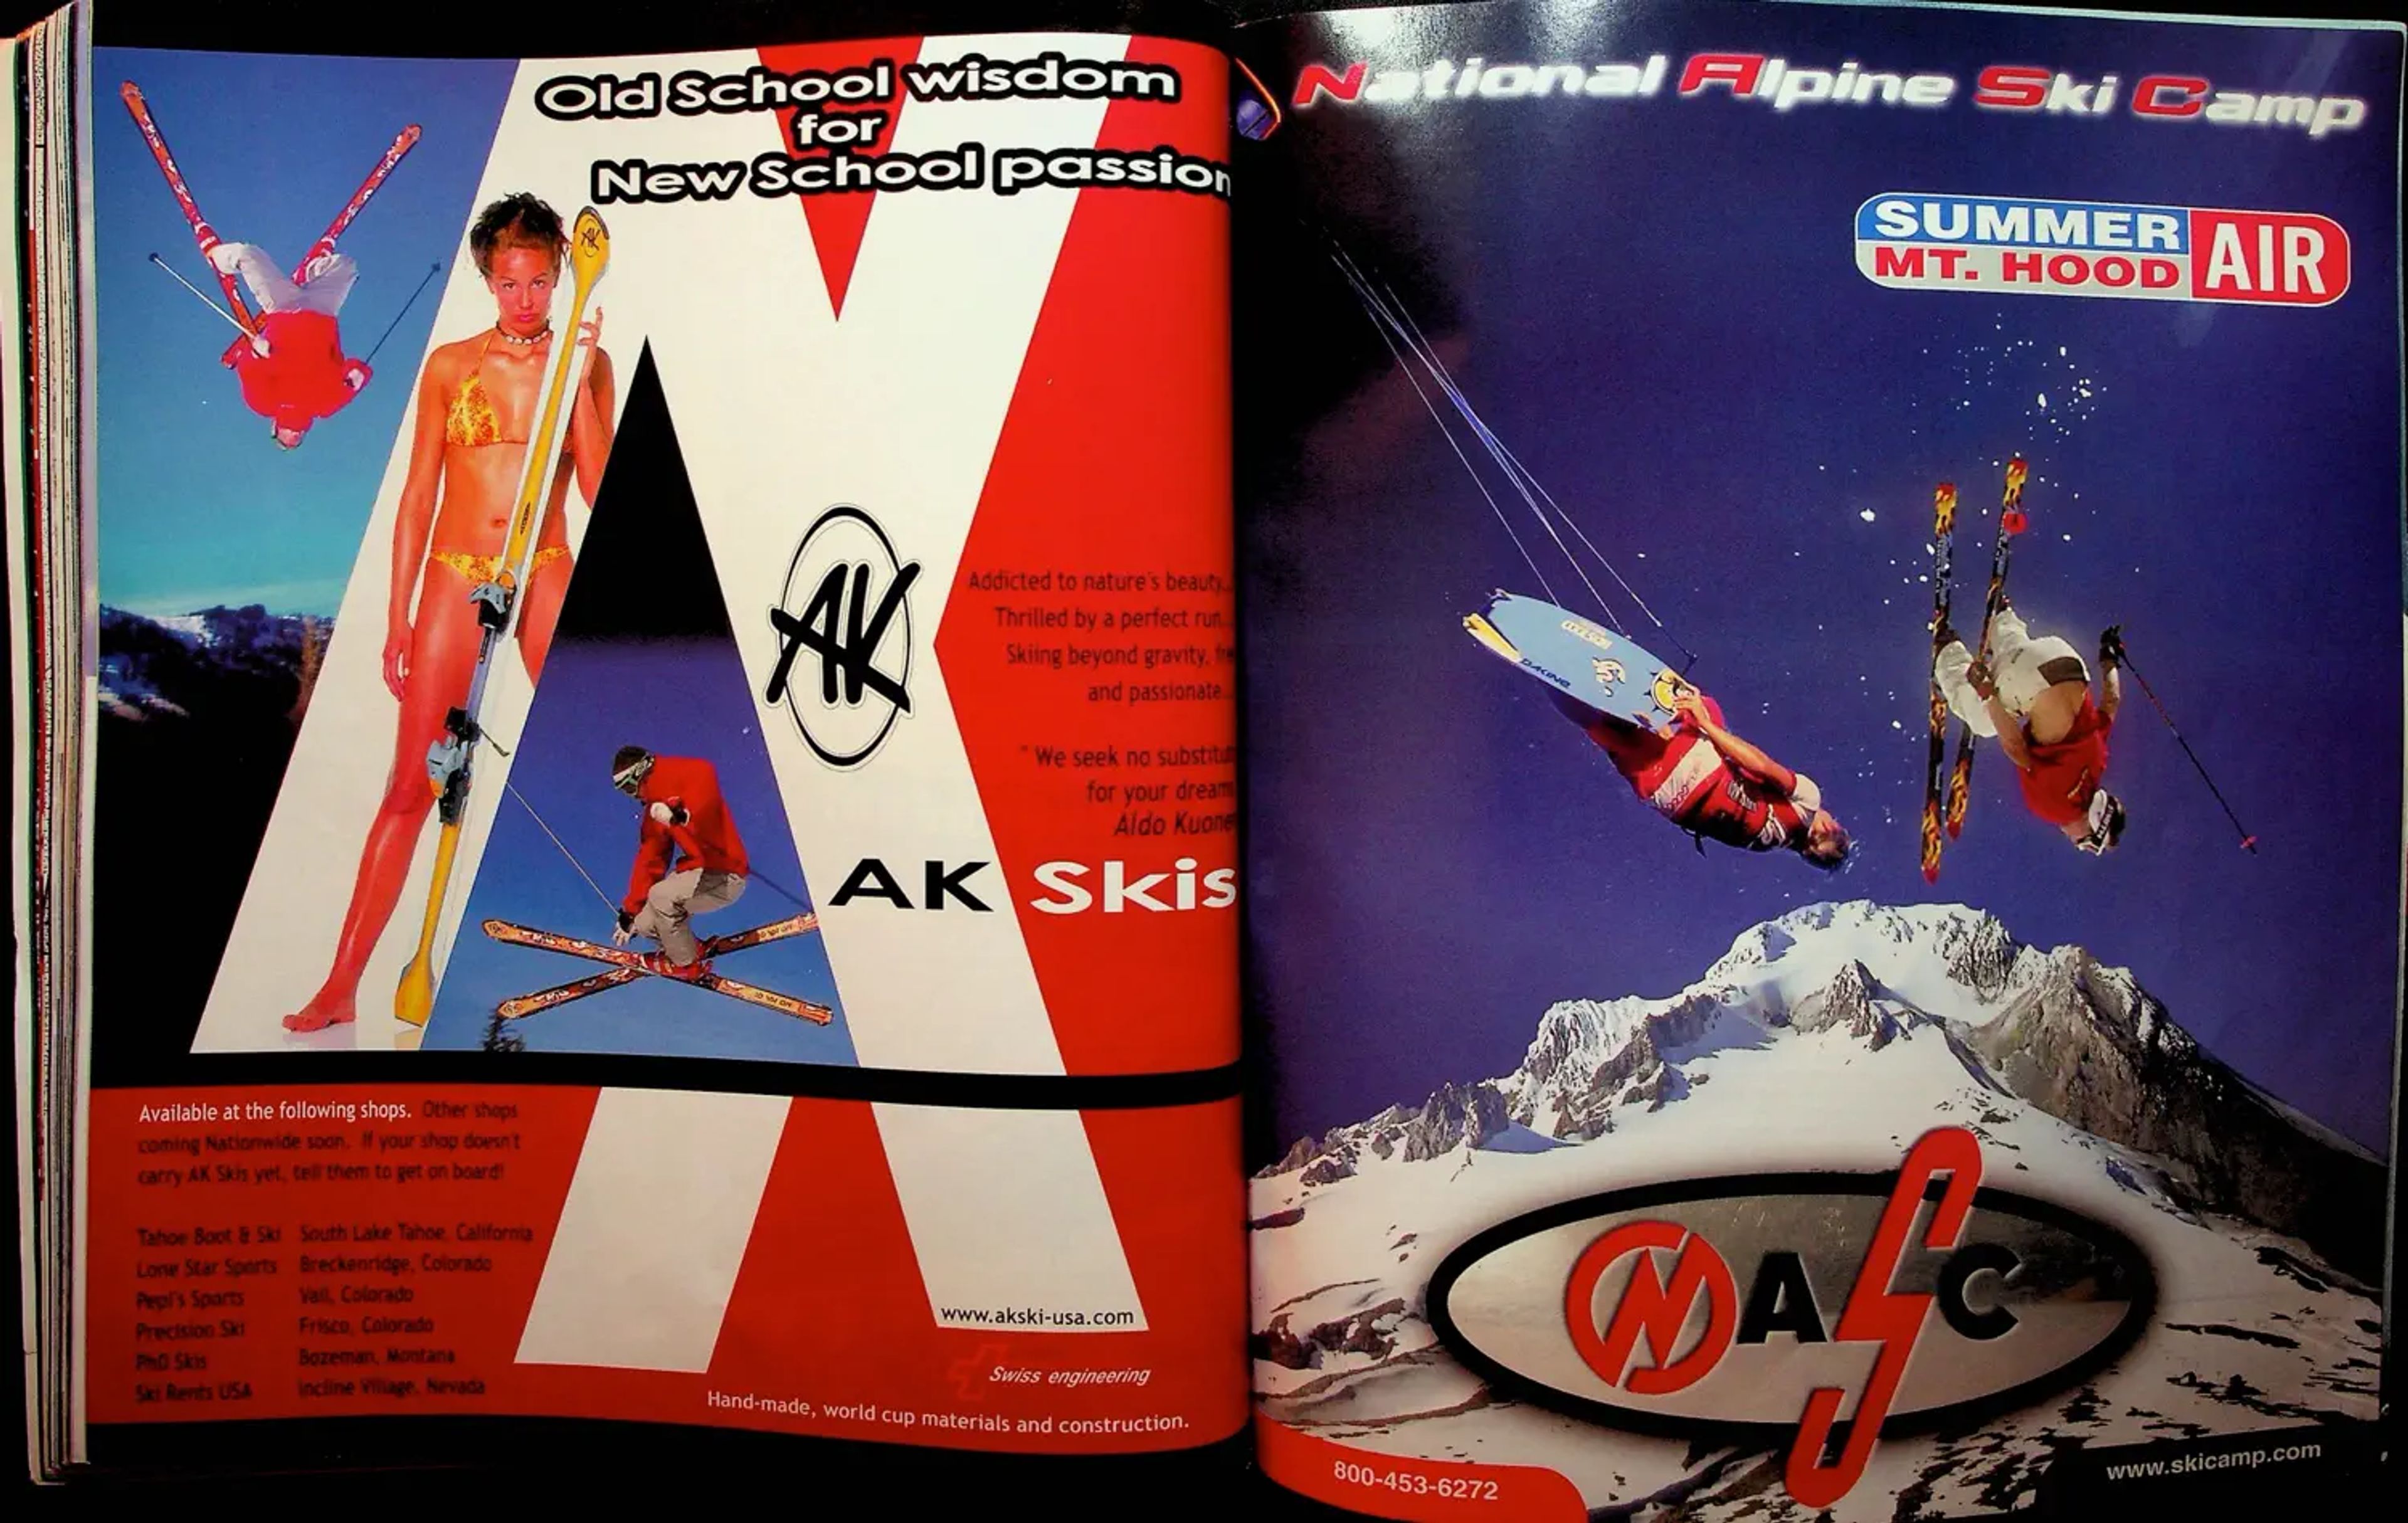 Old School wisdom
for
New School passion
AK
AK
Addicted to nature's beauty...
Thrilled by a perfect run...
Skiing beyond gravity,
and passionate...
"We seek no
for your
Aldo
AK Skis
Available at the following shops. Other shops
coming Nationwide soon. If your shop doesn't
carry AK Skis yet, tell them to get on board!
Tahoe Boot & Ski South Lake Tahoe, California
Lone Star Sports Breckenridge, Colorado
Pepi's Sports Vail, Colorado
Precision Ski Frisco, Colorado
PhD Skis Bozeman, Montana
Ski Rents USA Incline Village, Nevada
www.akski-usa.com
Swiss engineering
Hand-made, world cup materials and construction.
National Alpine Ski Camp
SUMMER
MT. HOOD
AIR
DAKINE
NASC
800-453-6272
www.skicamp.com